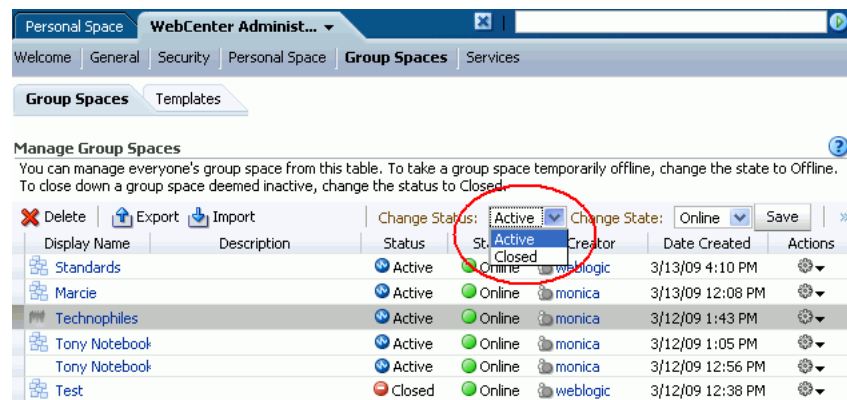 Personal Space WebCenter Administ...
Welcome General Security Personal Space Group Spaces Services
Group Spaces Templates
Manage Group Spaces
You can manage everyone's group space from this table. To take a group space temporarily offline, change the state to Offline.
To close down a group space deemed inactive, change the status to Closed.
Delete Export Import Change Status: Active Change State: Online Save »
Active
Closed
Display Name Description Status Sta Creator Date Created Actions
Standards Active Online weblogic 3/13/09 4:10 PM
Marcie Active Online monica 3/13/09 12:08 PM
Technophiles Active Online monica 3/12/09 1:43 PM
Tony Notebook Active Online monica 3/12/09 1:05 PM
Tony Notebook Active Online monica 3/12/09 12:56 PM
Test Closed Online weblogic 3/12/09 12:38 PM